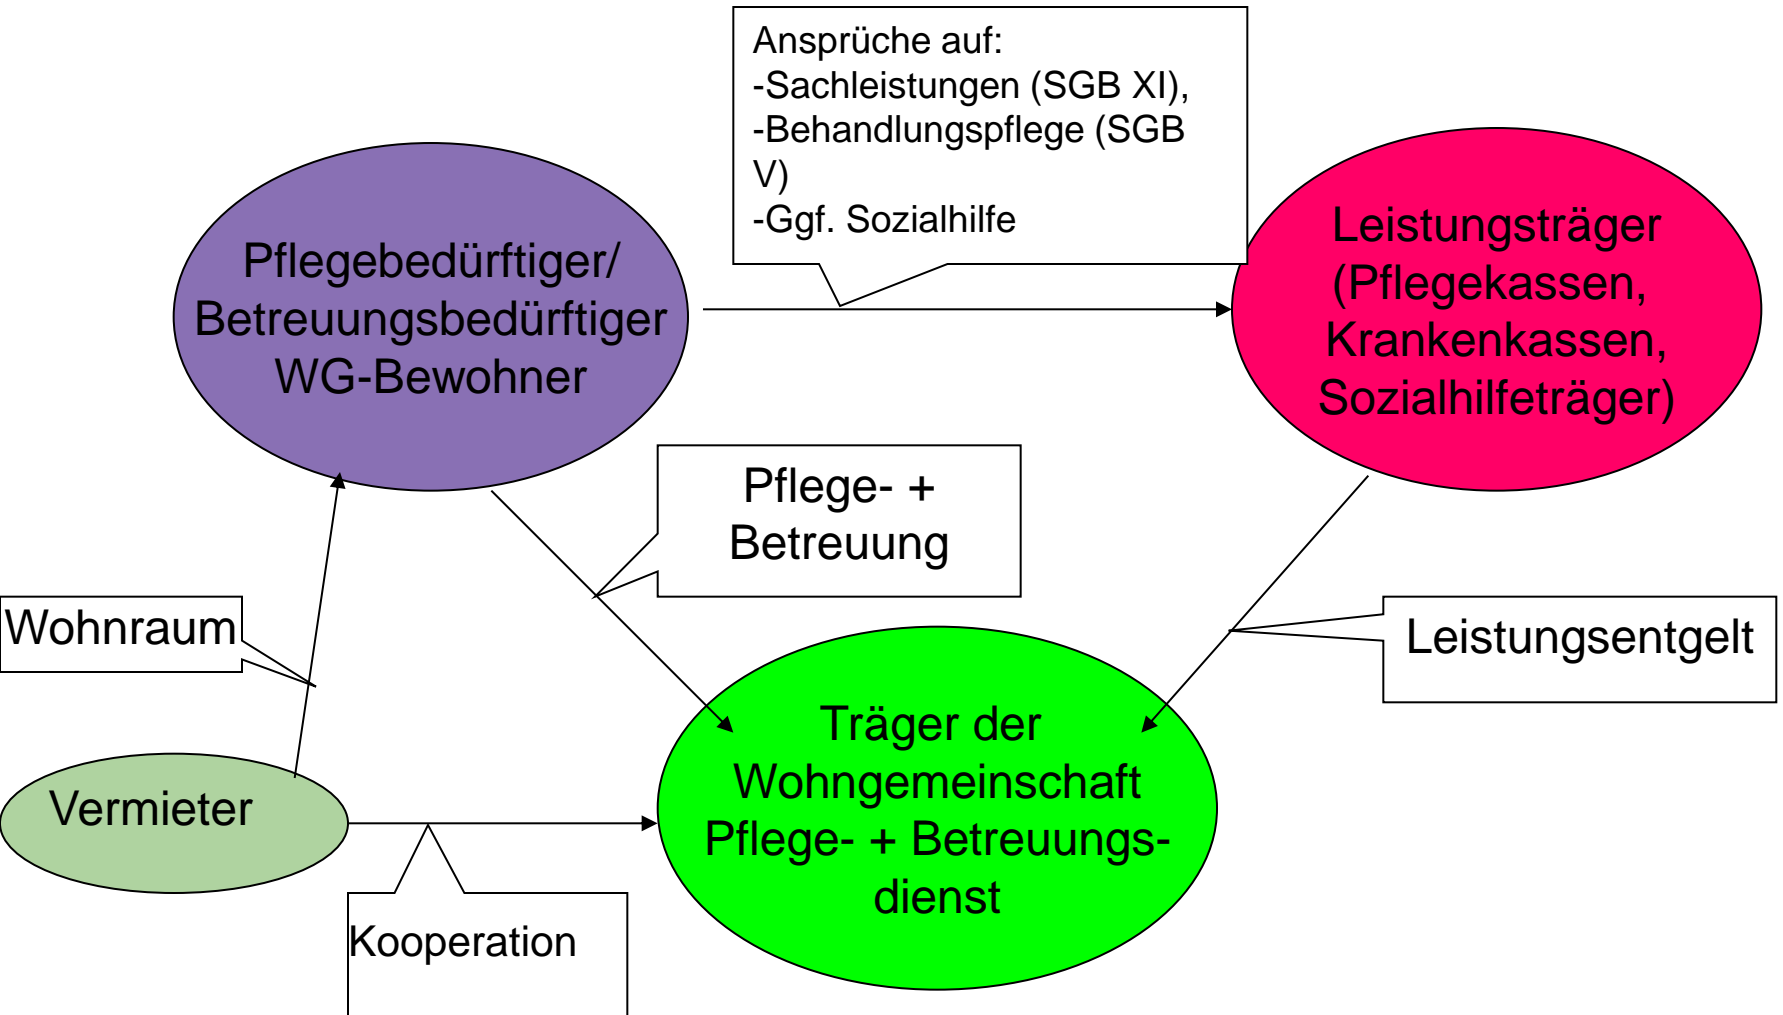 Ansprüche auf:
-Sachleistungen (SGB XI),
-Behandlungspflege (SGB
V)
-Ggf. Sozialhilfe
Pflegebedürftiger/
Betreuungsbedürftiger
WG-Bewohner
Leistungsträger
(Pflegekassen,
Krankenkassen,
Sozialhilfeträger)
Pflege- +
Betreuung
Wohnraum
Leistungsentgelt
Vermieter
Träger der
Wohngemeinschaft
Pflege- + Betreuungs-
dienst
Kooperation